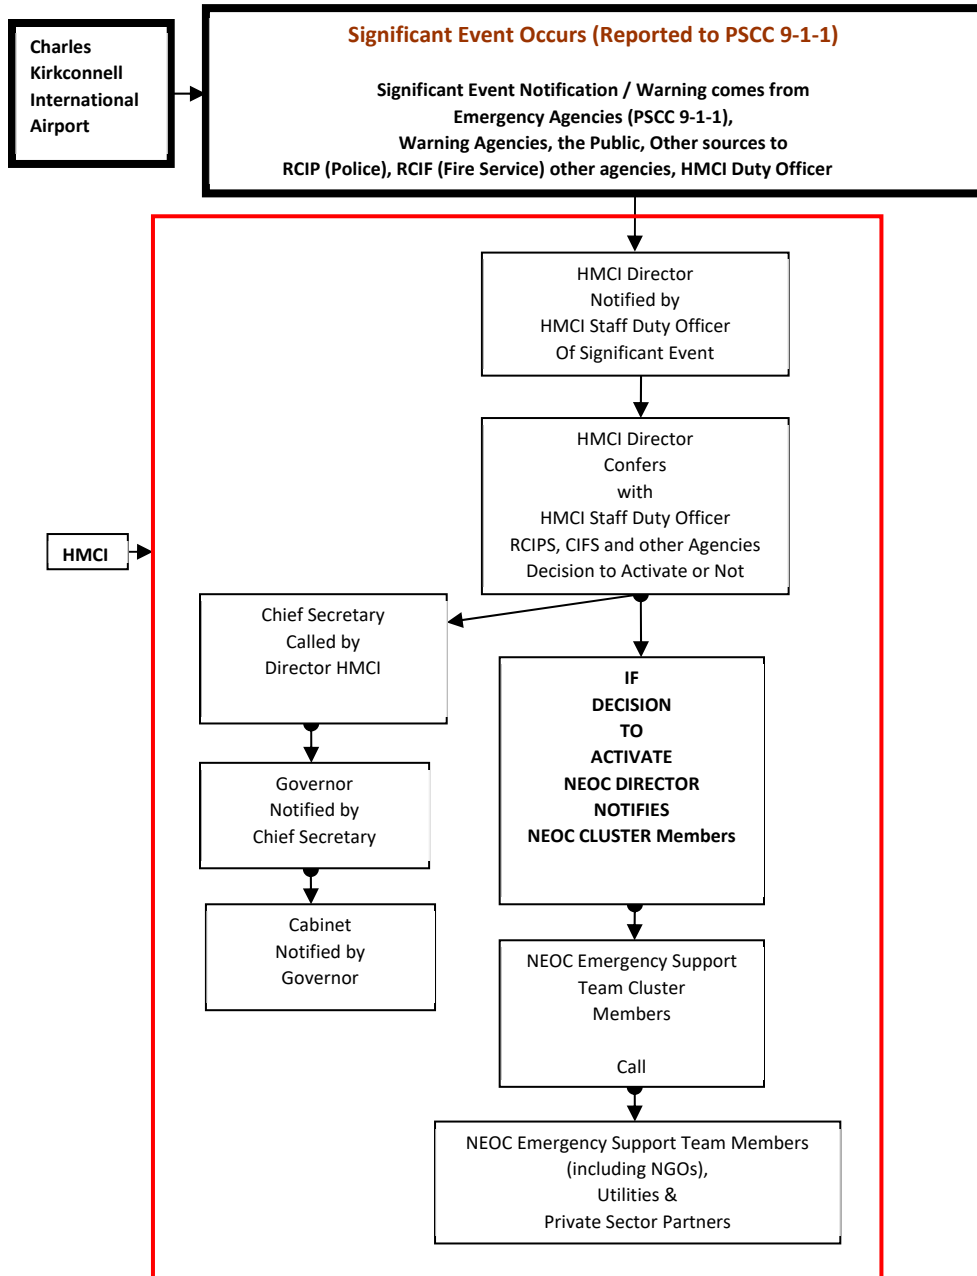 Charles
Kirkconnell
International
Airport
Significant Event Occurs (Reported to PSCC 9-1-1)
Significant Event Notification / Warning comes from
Emergency Agencies (PSCC 9-1-1),
Warning Agencies, the Public, Other sources to
RCIP (Police), RCIF (Fire Service) other agencies, HMCI Duty Officer
HMCI Director
Notified by
HMCI Staff Duty Officer
Of Significant Event
HMCI Director
Confers
with
HMCI Staff Duty Officer
RCIPS, CIFS and other Agencies
Decision to Activate or Not
HMCI
Chief Secretary
Called by
Director HMCI
Governor
Notified by
Chief Secretary
Cabinet
Notified by
Governor
IF
DECISION
TO
ACTIVATE
NEOC DIRECTOR
NOTIFIES
NEOC CLUSTER Members
NEOC Emergency Support
Team Cluster
Members
Call
NEOC Emergency Support Team Members
(including NGOs),
Utilities &
Private Sector Partners